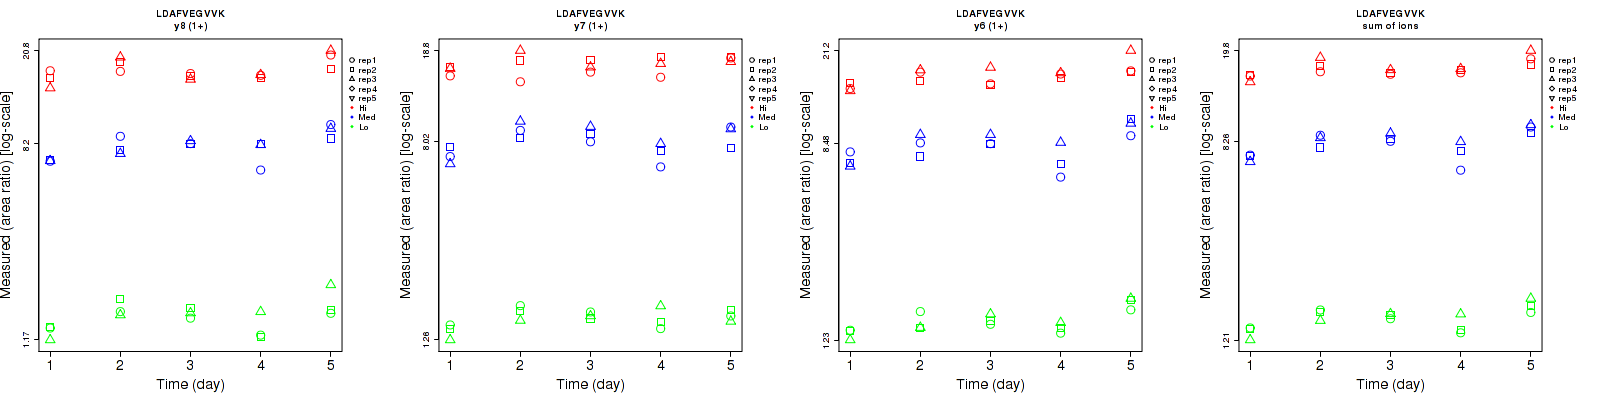 LDAFVEGVVK
y8 (1+)
Measured (area ratio) [log-scale]
20.8
8.2
1.17
1 2 3 4 5
Time (day)
rep1
rep2
rep3
rep4
rep5
Hi
Med
Lo
LDAFVEGVVK
y7 (1+)
Measured (area ratio) [log-scale]
18.8
8.02
1.26
1 2 3 4 5
Time (day)
rep1
rep2
rep3
rep4
rep5
Hi
Med
Lo
LDAFVEGVVK
y6 (1+)
Measured (area ratio) [log-scale]
21.2
8.48
1.23
1 2 3 4 5
Time (day)
rep1
rep2
rep3
rep4
rep5
Hi
Med
Lo
LDAFVEGVVK
sum of ions
Measured (area ratio) [log-scale]
19.8
8.26
1.21
1 2 3 4 5
Time (day)
rep1
rep2
rep3
rep4
rep5
Hi
Med
Lo